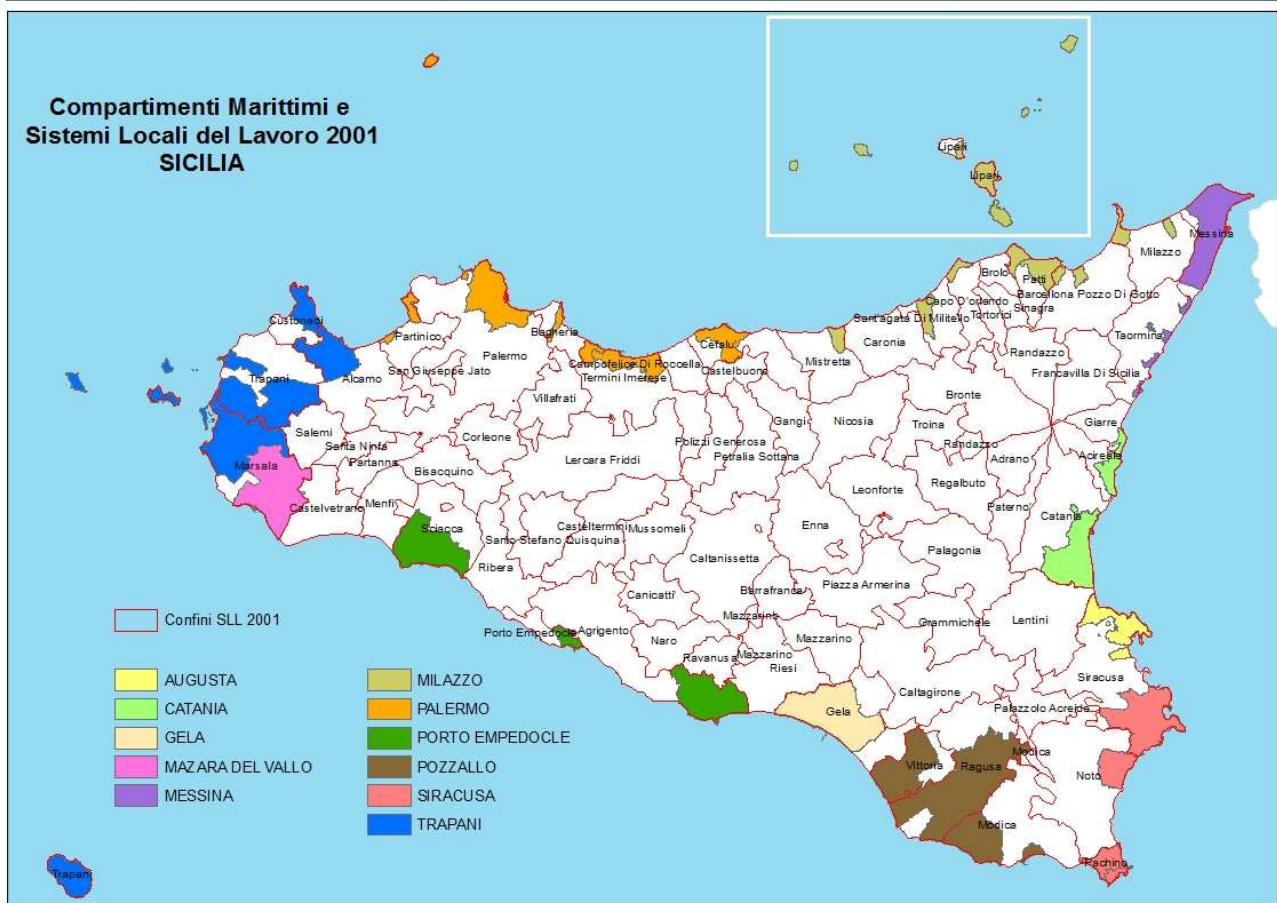 Compartimenti Marittimi e
Sistemi Locali del Lavoro 2001
SICILIA
Lipari
Lipari
Messina
Milazzo
Brolo
Patti
Barcellona Pozzo Di Gotto
Capo D'orlando
Sinagra
Tortorici
Sant'agata Di Militello
Caronia
Mistretta
Custonaci
Partinico
Bagheria
Cefalu'
Taormina
Palermo
Campofelice Di Roccella
Castelbuono
Randazzo
Trapani
Alcamo
San Giuseppe Jato
Termini Imerese
Francavilla Di Sicilia
Villafrati
Bronte
Gangi
Nicosia
Troina
Giarre
Salemi
Santa Ninfa
Corleone
Polizzi Generosa
Randazzo
Petralia Sottana
Adrano
Acireale
Marsala
Partanna
Bisacquino
Lercara Friddi
Leonforte
Regalbuto
Castelvetrano
Menfi
Paterno'
Catania
Sciacca
Casteltermini
Mussomeli
Enna
Santo Stefano Quisquina
Palagonia
Ribera
Caltanissetta
Canicatti'
Barrafranca
Piazza Armerina
Mazzarino
Lentini
Grammichele
Porto Empedocle
Agrigento
Naro
Mazzarino
Ravanusa
Mazzarino
Riesi
Siracusa
Caltagirone
Palazzolo Acreide
Gela
Modica
Vittoria
Ragusa
Noto
Modica
Pachino
Trapani
Confini SLL 2001
AUGUSTA
CATANIA
GELA
MAZARA DEL VALLO
MESSINA
MILAZZO
PALERMO
PORTO EMPEDOCLE
POZZALLO
SIRACUSA
TRAPANI